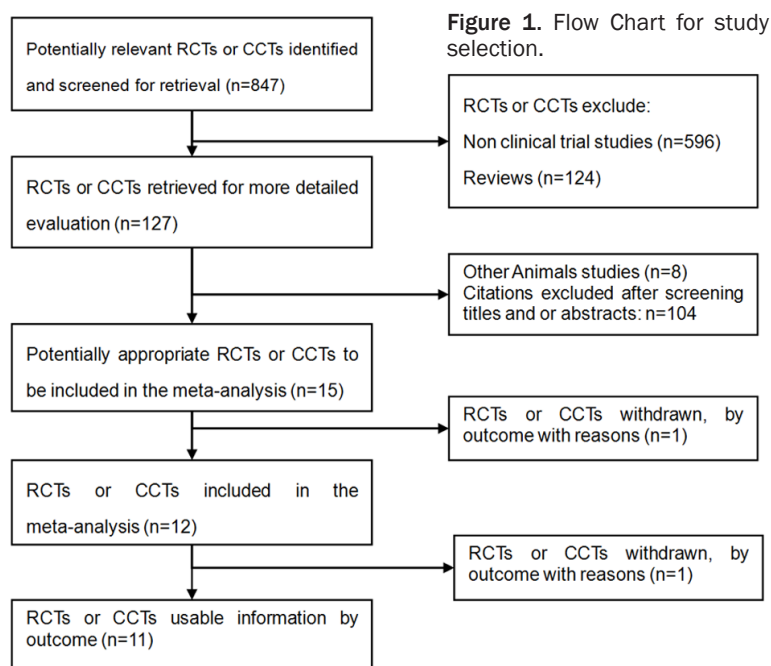 Figure 1. Flow Chart for study
selection.
Potentially relevant RCTs or CCTs identified
and screened for retrieval (n=847)
RCTs or CCTs exclude:
Non clinical trial studies (n=596)
Reviews (n=124)
RCTs or CCTs retrieved for more detailed
evaluation (n=127)
Other Animals studies (n=8)
Citations excluded after screening
titles and or abstracts: n=104
Potentially appropriate RCTs or CCTs to
be included in the meta-analysis (n=15)
RCTs or CCTs withdrawn, by
outcome with reasons (n=1)
RCTs or CCTs included in the
meta-analysis (n=12)
RCTs or CCTs withdrawn, by
outcome with reasons (n=1)
RCTs or CCTs usable information by
outcome (n=11)